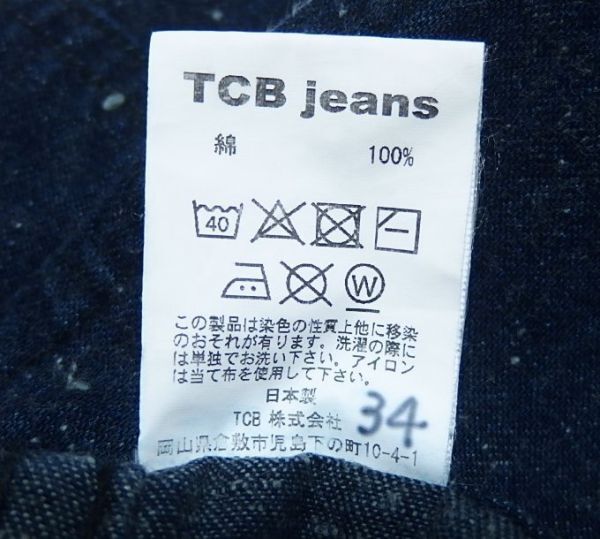 TCB jeans
綿 100%
40
W
この製品は染色の性質上他に移染
のおそれが有ります。洗濯の際に
は単独でお洗い下さい。アイロン
は当て布を使用して下さい。
日本製
TCB 株式会社 34
岡山県倉敷市児島下の町10-4-1